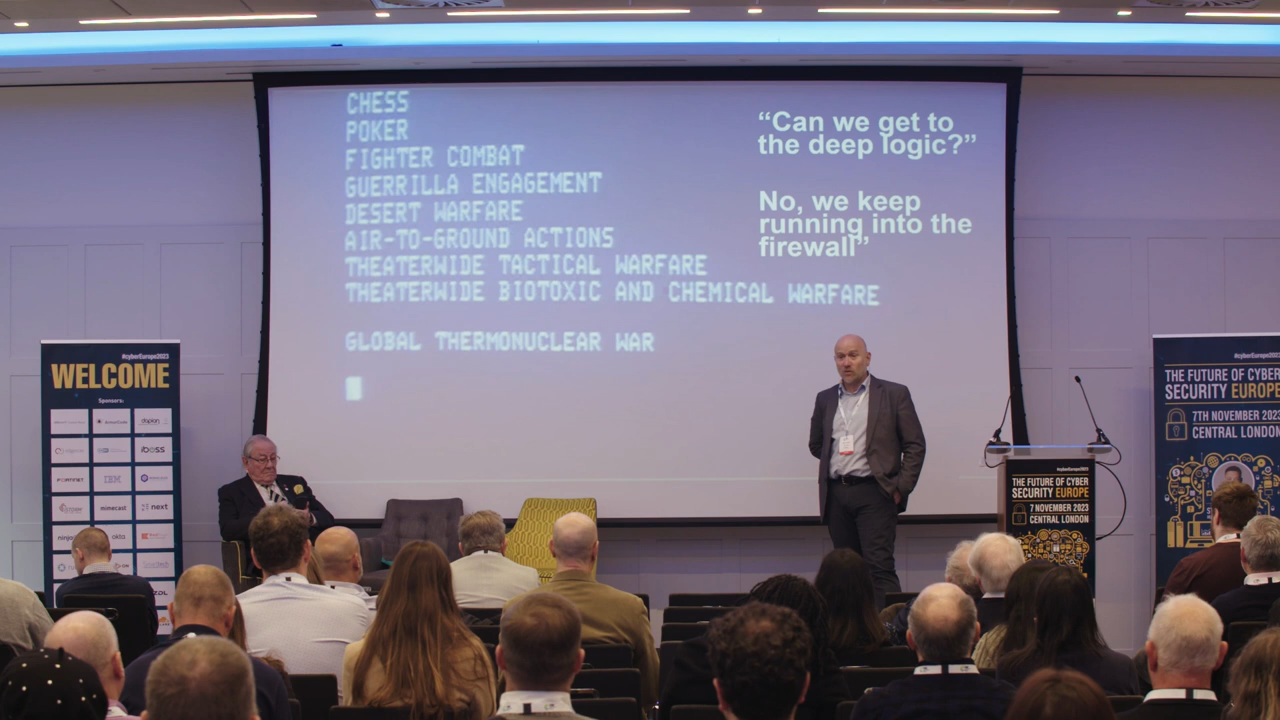 CHESS
POKER
FIGHTER COMBAT
GUERRILLA ENGAGEMENT
DESERT WARFARE
AIR-TO-GROUND ACTIONS
THEATERWIDE TACTICAL WARFARE
THEATERWIDE BIOTOXIC AND CHEMICAL WARFARE
GLOBAL THERMONUCLEAR WAR
“Can we get to
the deep logic?”
No, we keep
running into the
firewall”
#cyberEurope2023
WELCOME
Sponsors:
iboss
FORTINET
IBM
mimecast
next
okta
#cyberEurope2023
THE FUTURE OF CYBER
SECURITY EUROPE
7 NOVEMBER 2023
CENTRAL LONDON
#cyberEurope2023
THE FUTURE OF CYBER
SECURITY EUROPE
7TH NOVEMBER 2023
CENTRAL LONDON